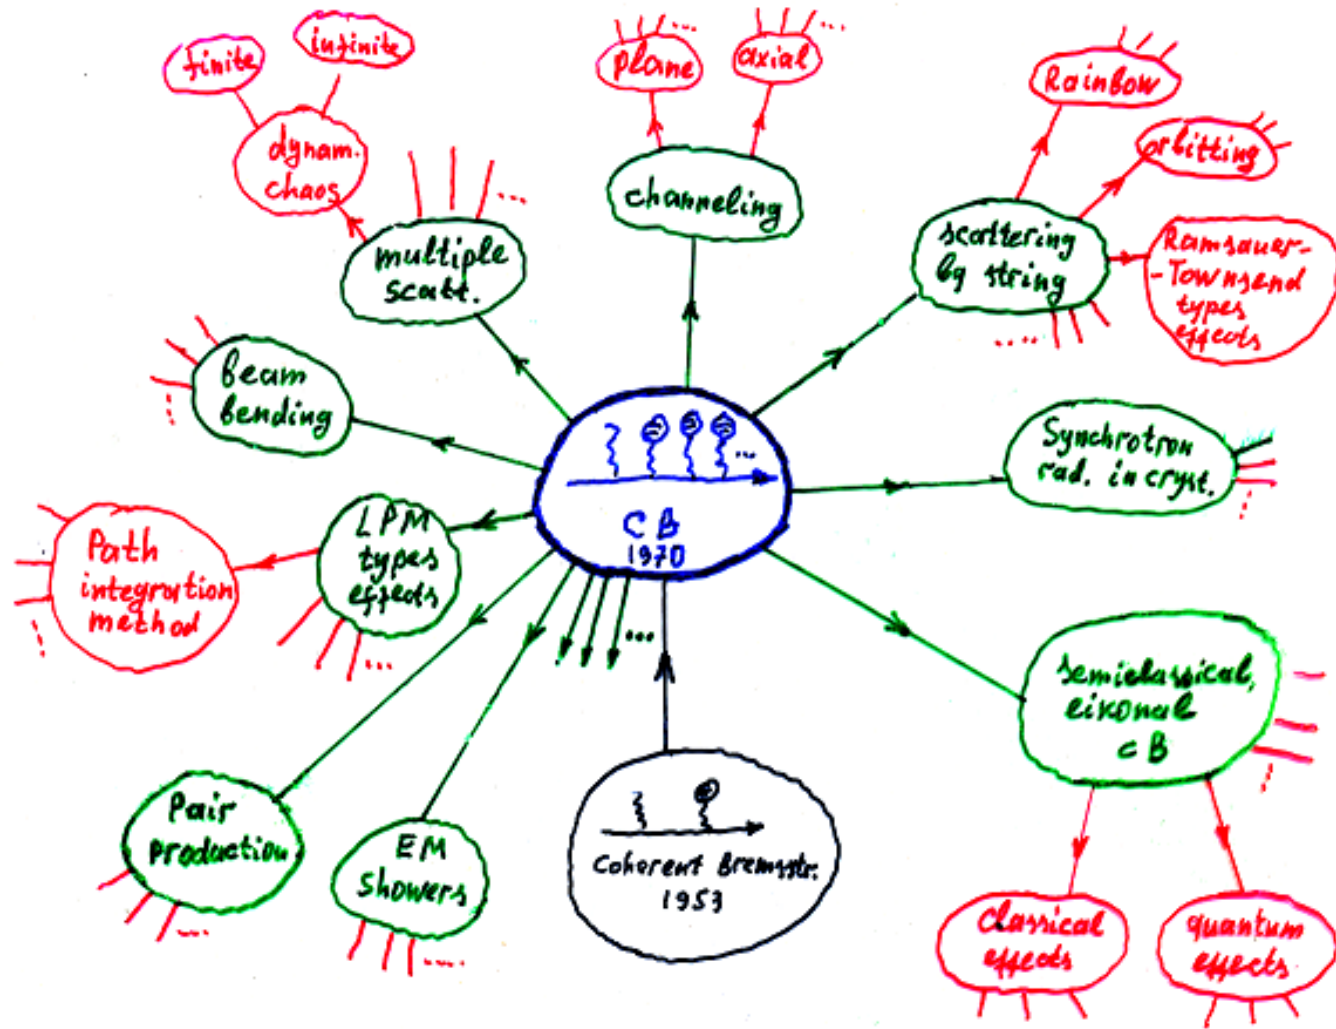 finite
infinite
dynam.
chaos
multiple
scatt.
plane
axial
channeling
Rainbow
orbitting
Ramsauer-
-Townsend
types
effects
scattering
by string
beam
bending
Synchrotron
rad. in cryst.
CB
1970
LPM
types
effects
Path
integration
method
semiclassical,
eikonal
CB
classical
effects
quantum
effects
Pair
production
EM
showers
Coherent Bremsstr.
1953